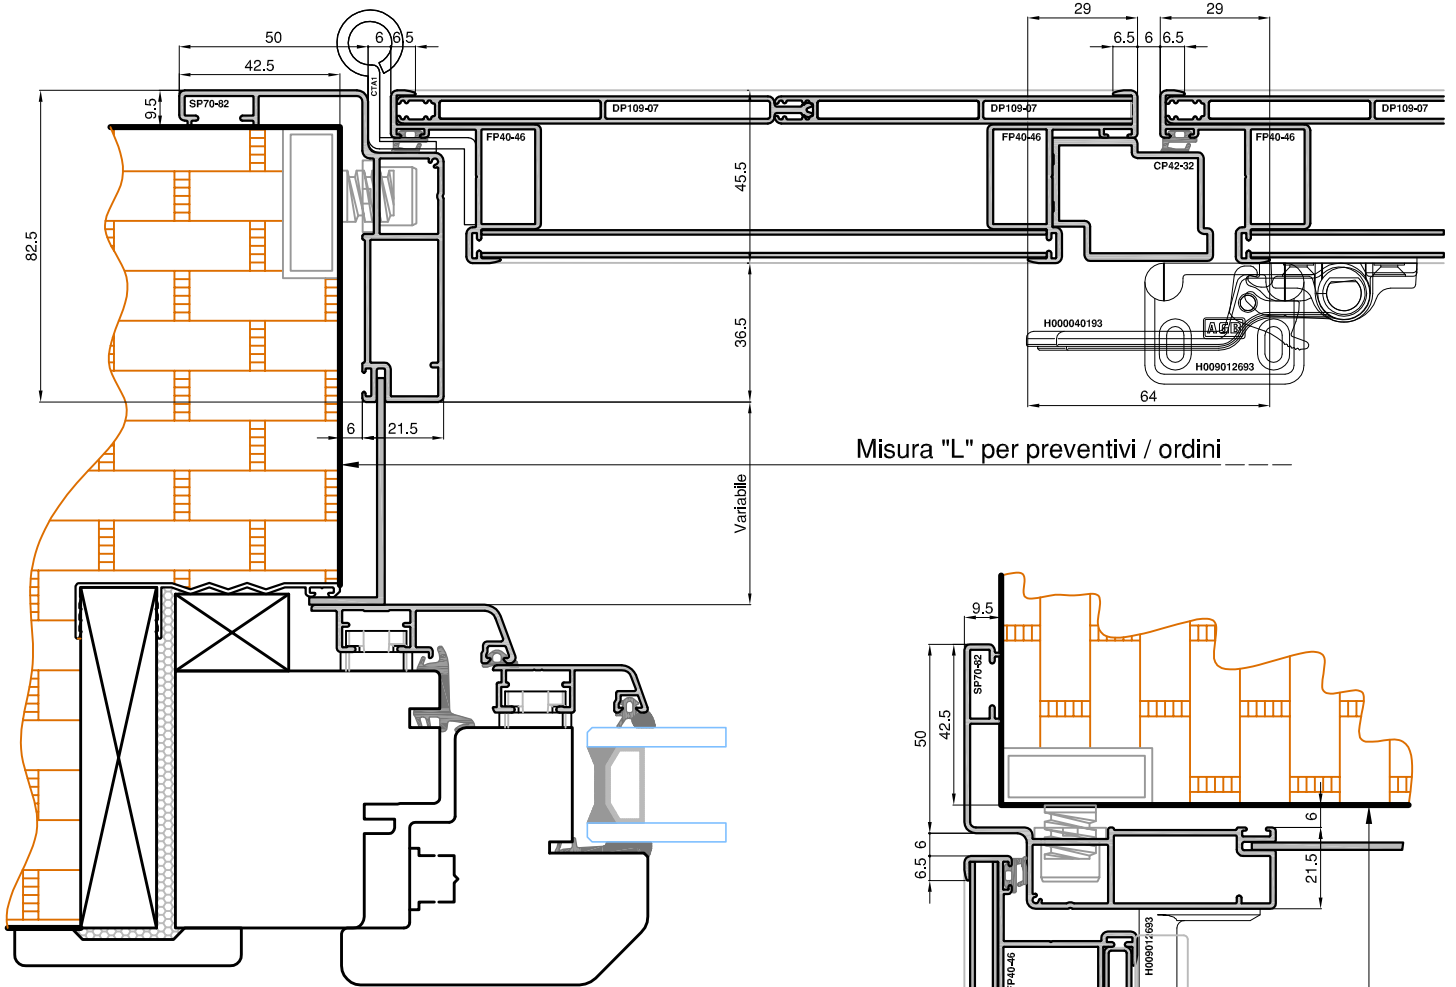 50
6
6.5
29
29
42.5
6.5
6
6.5
CTA1
SP70-82
9.5
DP109-07
DP109-07
DP109-07
FP40-46
FP40-46
CP42-32
FP40-46
45.5
82.5
36.5
H000040193
AGB
H009012693
64
6
21.5
Misura "L" per preventivi / ordini
Variabile
9.5
SP70-82
50
42.5
6
6
6.5
21.5
H009012693
FP40-46